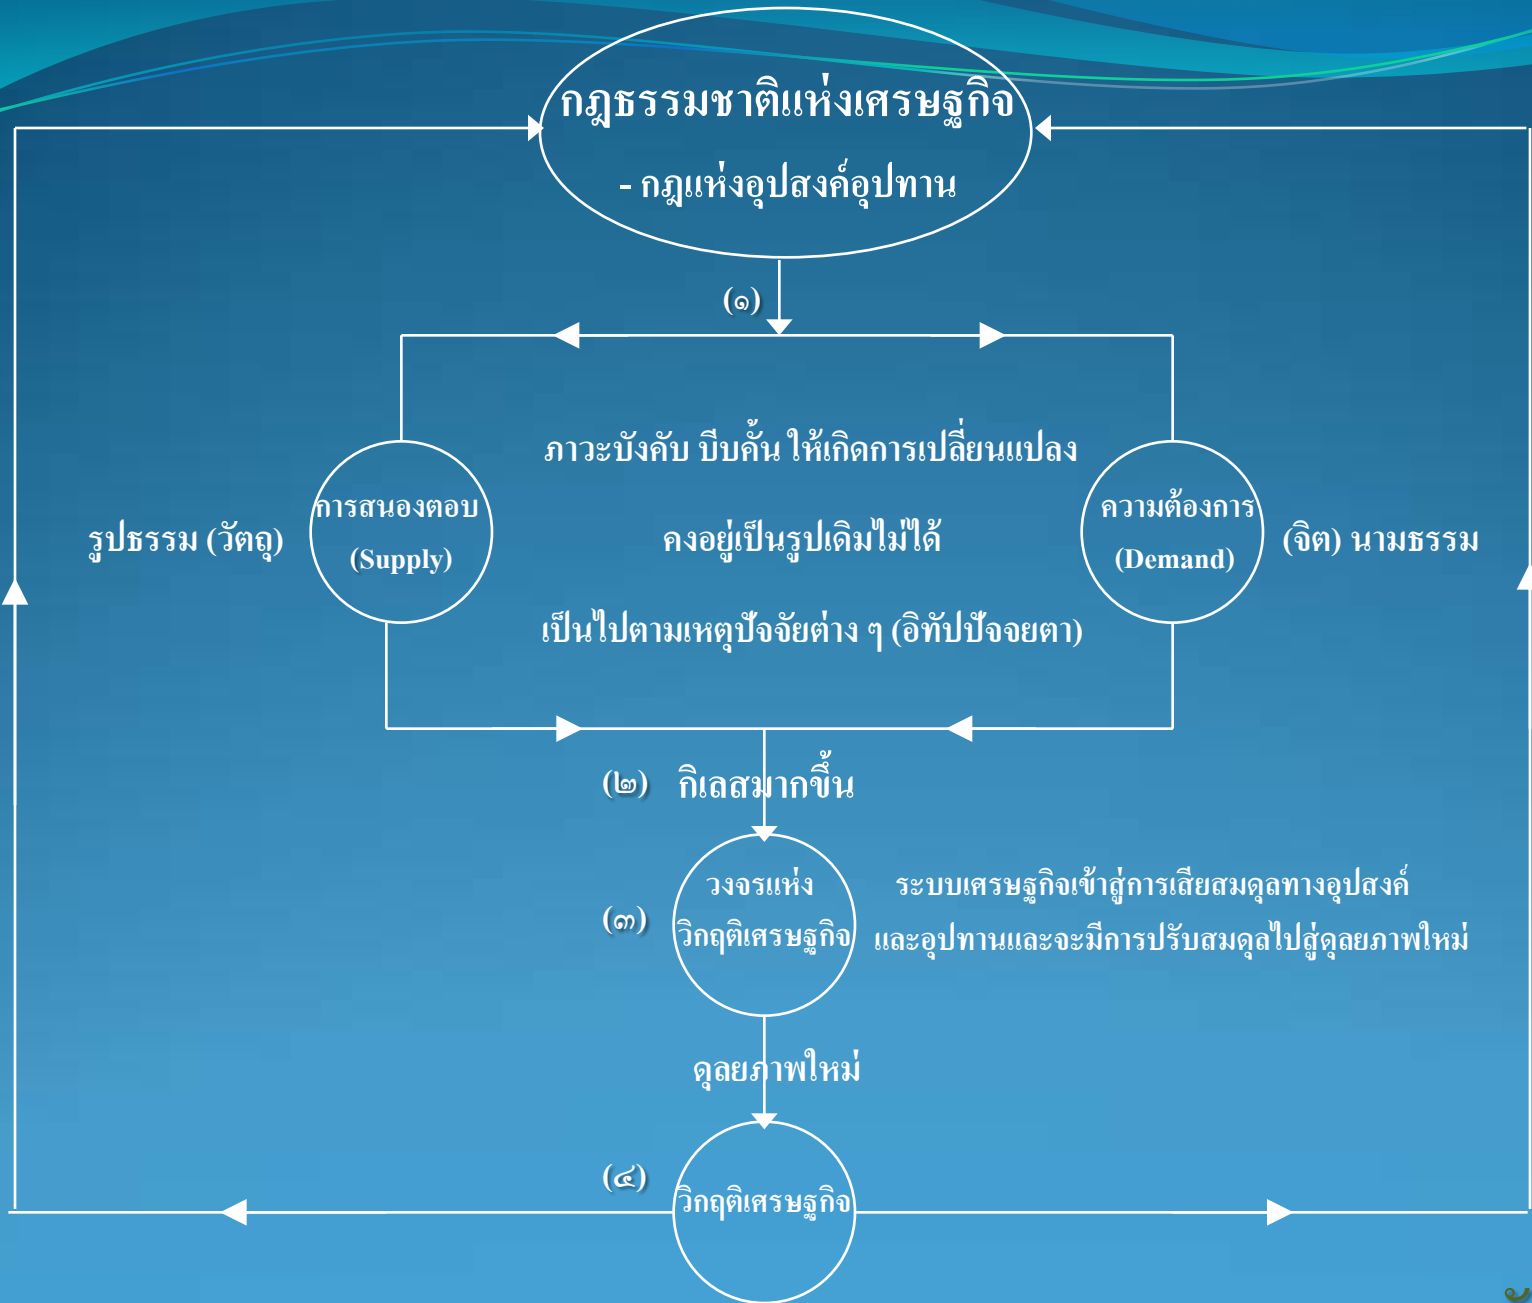 กฎธรรมชาติแห่งเศรษฐกิจ
- กฎแห่งอุปสงค์อุปทาน
(๑)
ภาวะบังคับ บีบคั้น ให้เกิดการเปลี่ยนแปลง
การสนองตอบ
(Supply)
ความต้องการ
(Demand)
รูปธรรม (วัตถุ)
คงอยู่เป็นรูปเดิมไม่ได้
(จิต) นามธรรม
เป็นไปตามเหตุปัจจัยต่าง ๆ (อิทัปปัจจยตา)
(๒) กิเลสมากขึ้น
(๓)
วงจรแห่ง
วิกฤติเศรษฐกิจ
ระบบเศรษฐกิจเข้าสู่การเสียสมดุลทางอุปสงค์
และอุปทานและจะมีการปรับสมดุลไปสู่ดุลยภาพใหม่
ดุลยภาพใหม่
(๔)
วิกฤติเศรษฐกิจ